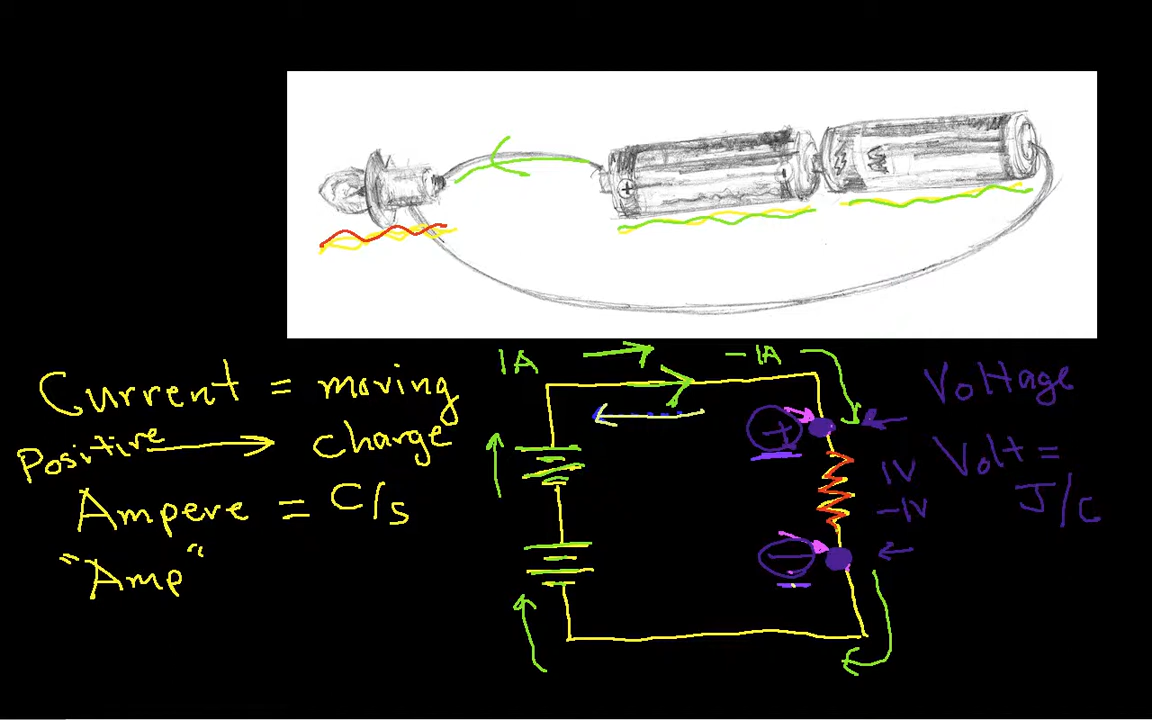 Current = moving
Positive charge
Ampere = C/s
"Amp"
1A
-1A
+
-
Voltage
1V
-1V
Volt =
J/C
+
−